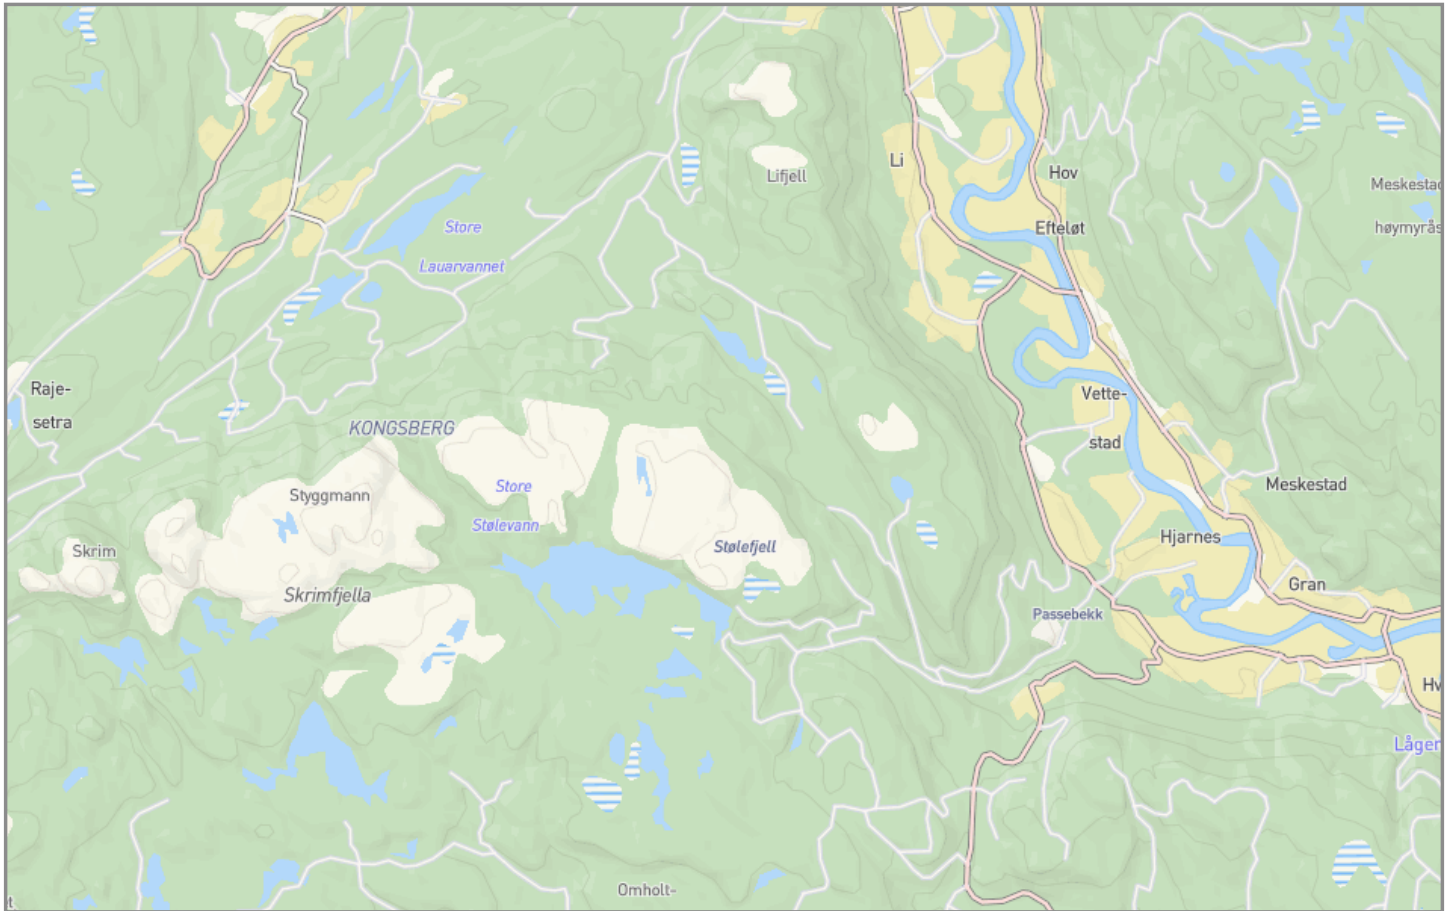 Li
Hov
Lifjell
Meskestad
høymyrås
Store
Lauarvannet
Efteløt
Raje-
setra
Vette-
stad
KONGSBERG
Styggmann
Store
Stølevann
Meskestad
Skrim
Stølefjell
Hjarnes
Skrimfjella
Gran
Passebekk
Hv
Lågen
Omholt-